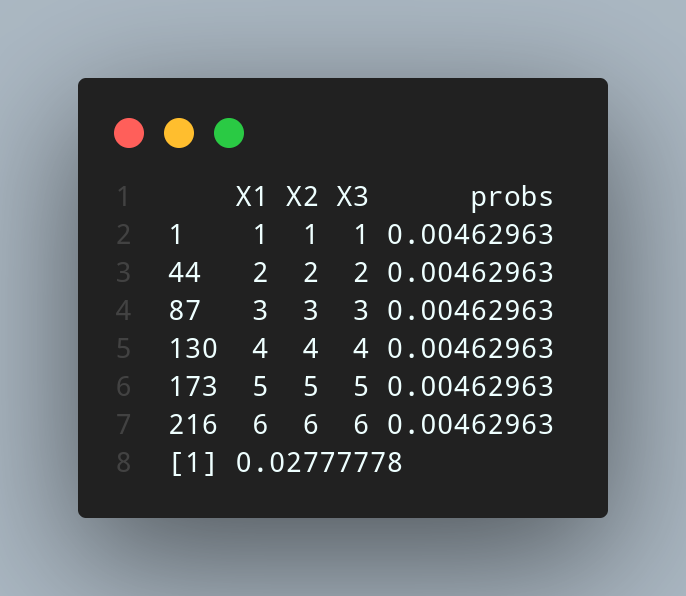 1        X1 X2 X3      probs
2  1     1  1  1 0.00462963
3  44    2  2  2 0.00462963
4  87    3  3  3 0.00462963
5  130   4  4  4 0.00462963
6  173   5  5  5 0.00462963
7  216   6  6  6 0.00462963
8  [1] 0.02777778